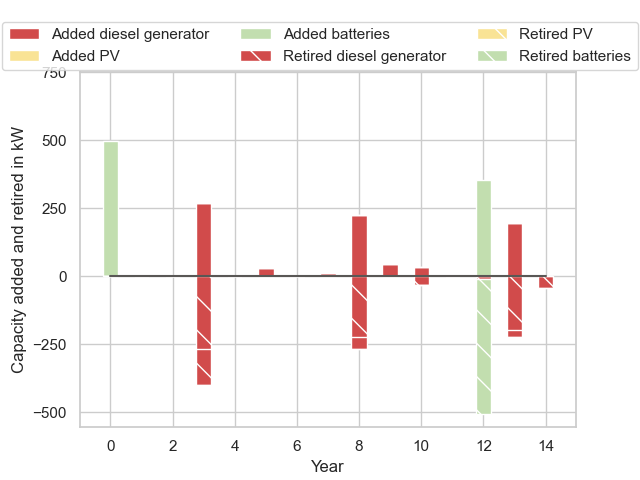 Added diesel generator Added batteries Retired PV
Added PV Retired diesel generator Retired batteries
750
500
250
0
−250
−500
Capacity added and retired in kW
0 2 4 6 8 10 12 14
Year